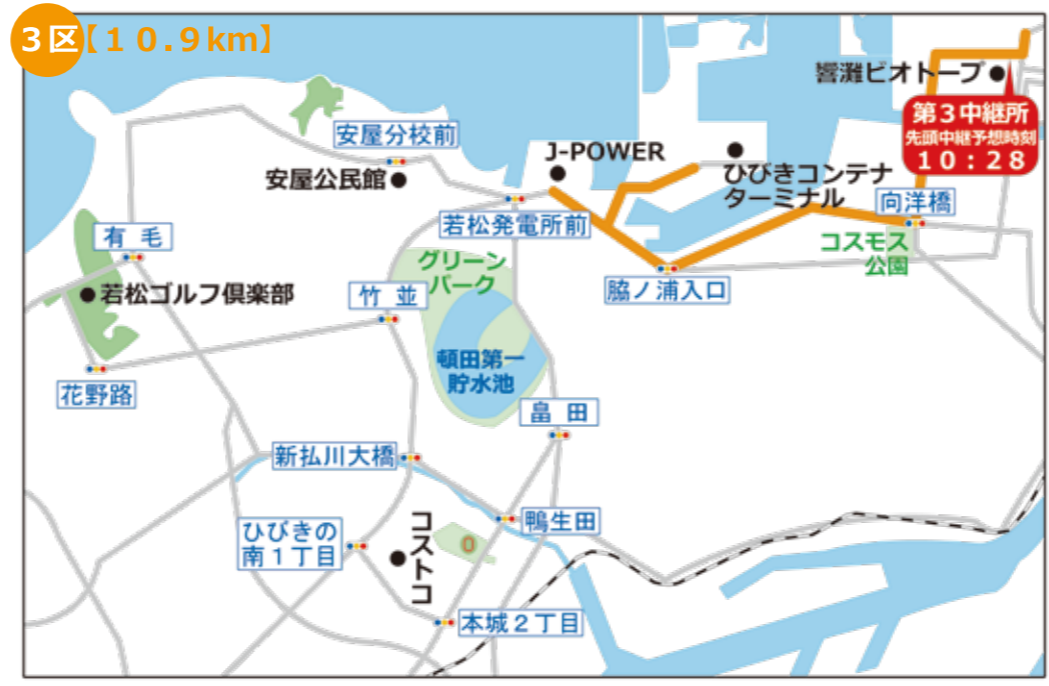 3区【10.9km】
響灘ビオトープ
第3中継所
先頭中継予想時刻
10:28
安屋分校前
安屋公民館
J-POWER
ひびきコンテナ
ターミナル
向洋橋
若松発電所前
コスモス
公園
有毛
グリーン
パーク
若松ゴルフ倶楽部
竹並
脇ノ浦入口
頓田第一
貯水池
花野路
畠田
新払川大橋
鴨生田
ひびきの
南1丁目
コストコ
0
本城2丁目